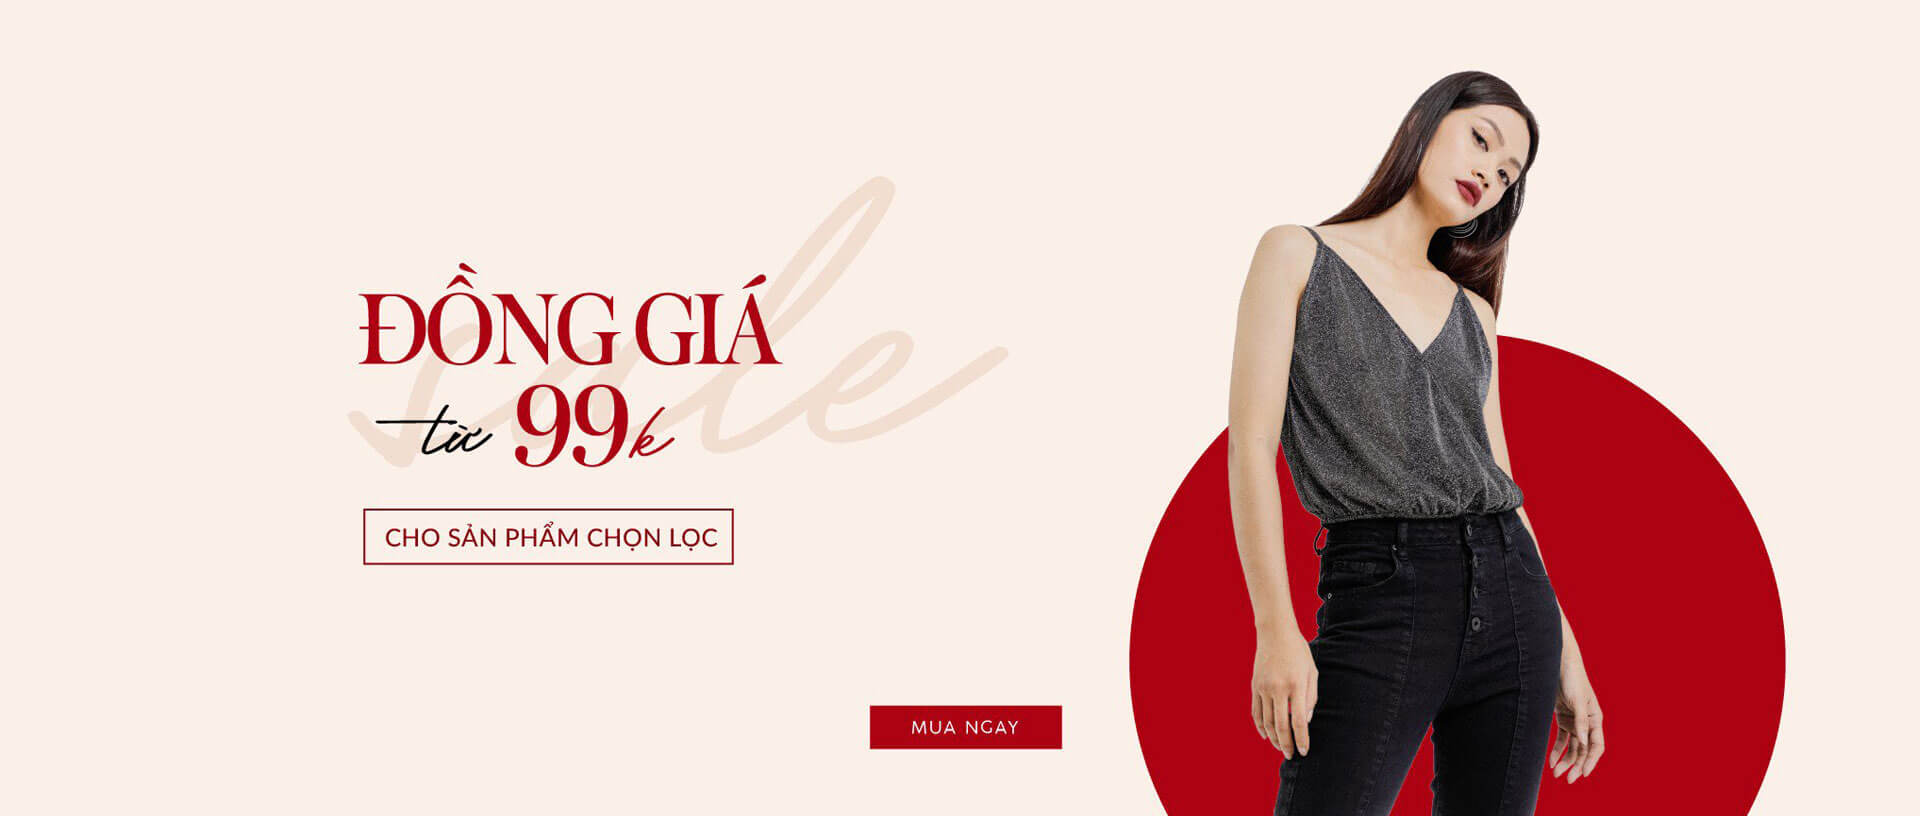 sale
ĐỒNG GIÁ
từ 99k
CHO SẢN PHẨM CHỌN LỌC
MUA NGAY